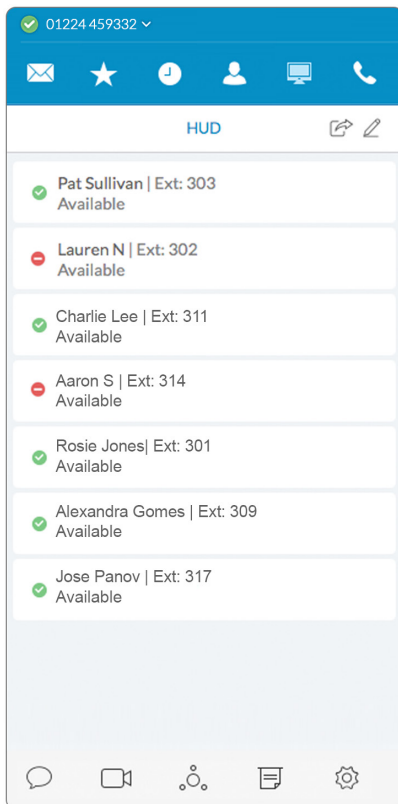 01224 459332
HUD
Pat Sullivan | Ext: 303
Available
Lauren N | Ext: 302
Available
Charlie Lee | Ext: 311
Available
Aaron S | Ext: 314
Available
Rosie Jones| Ext: 301
Available
Alexandra Gomes | Ext: 309
Available
Jose Panov | Ext: 317
Available